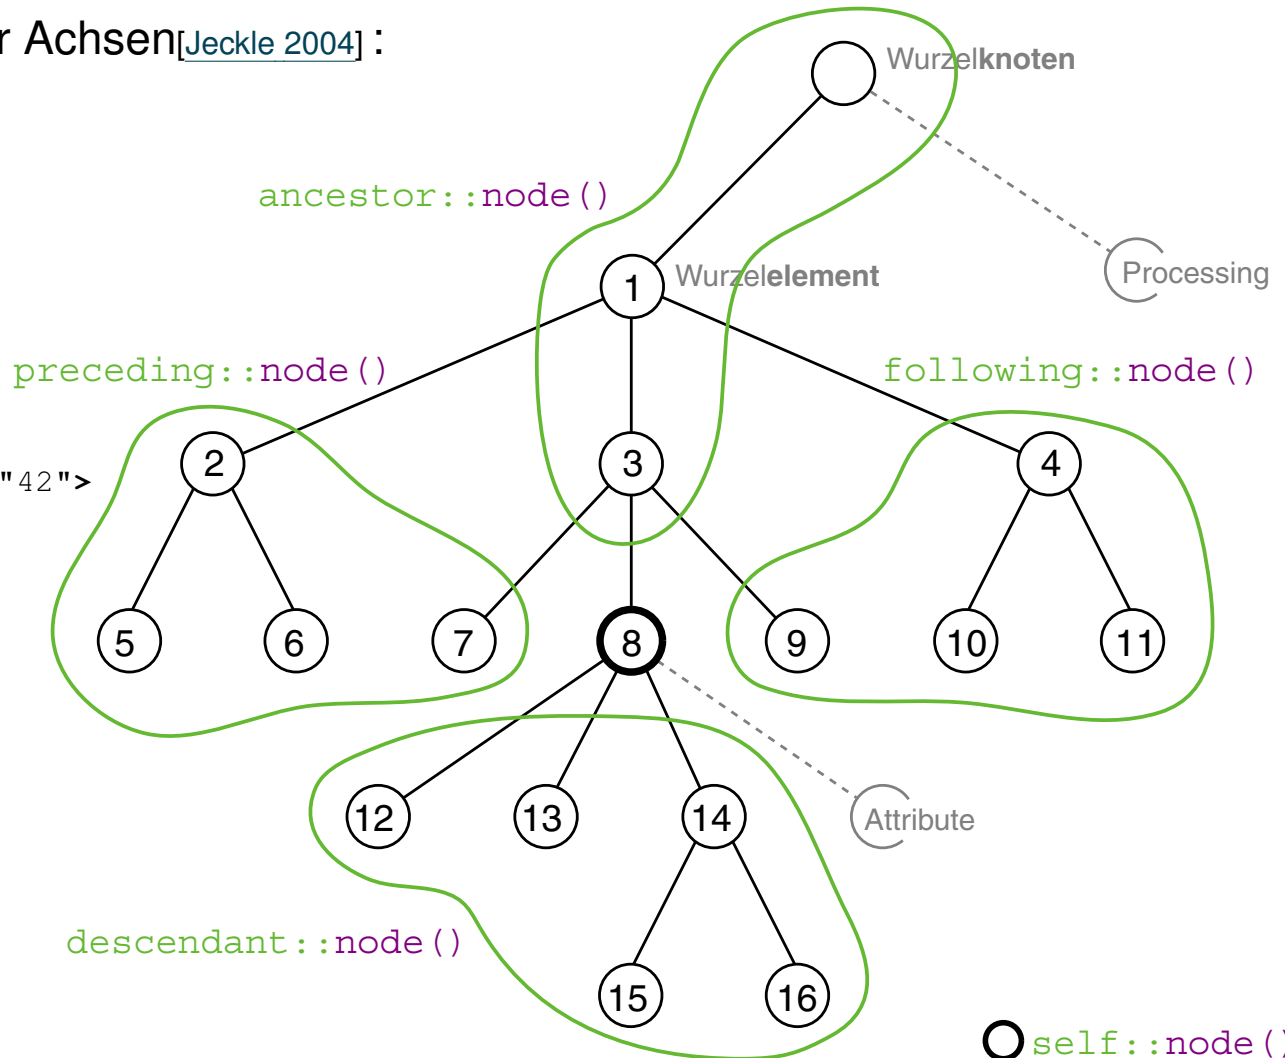 r Achsen[Jeckle 2004] :
Wurzelknoten
ancestor::node()
Processing
1
Wurzelelement
preceding::node()
following::node()
2
3
4
"42">
5
6
7
8
9
10
11
12
13
14
Attribute
descendant::node()
15
16
self::node()